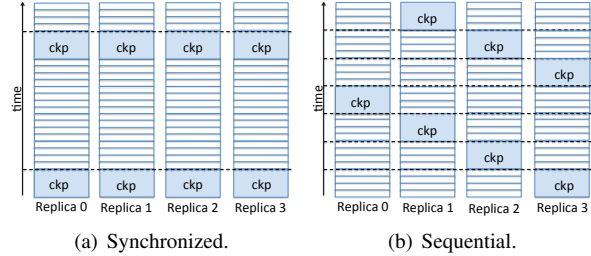 time
ckp ckp ckp ckp
ckp ckp ckp ckp
Replica 0 Replica 1 Replica 2 Replica 3
(a) Synchronized.
time
ckp
ckp
ckp
ckp
ckp
ckp
ckp
Replica 0 Replica 1 Replica 2 Replica 3
(b) Sequential.